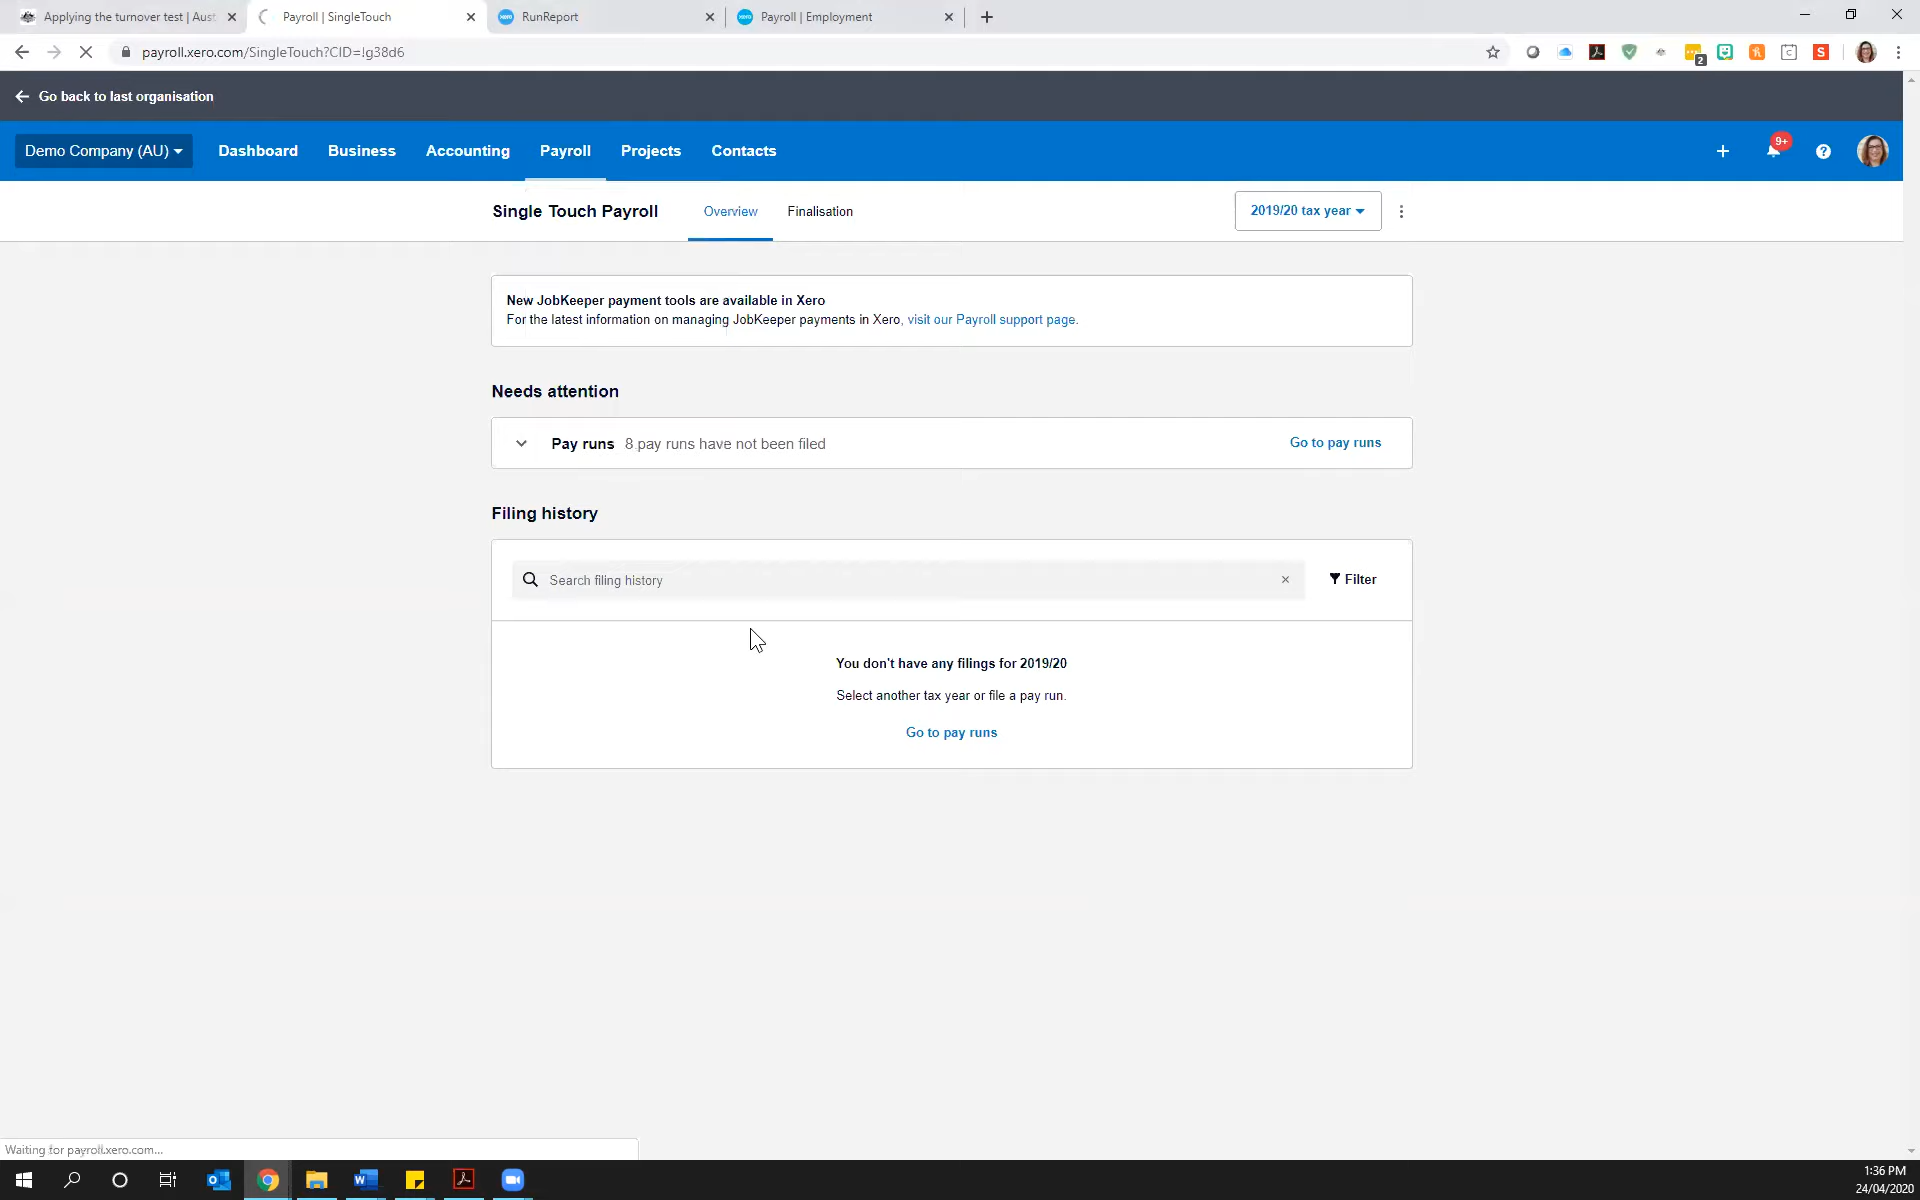 Applying the turnover test | Aust
Payroll | SingleTouch
RunReport
Payroll | Employment
payroll.xero.com/SingleTouch?CID=!g38d6
2
Go back to last organisation
Demo Company (AU)
Dashboard
Business
Accounting
Payroll
Projects
Contacts
9+
Single Touch Payroll
Overview
Finalisation
2019/20 tax year
New JobKeeper payment tools are available in Xero
For the latest information on managing JobKeeper payments in Xero, visit our Payroll support page.
Needs attention
Pay runs 8 pay runs have not been filed
Go to pay runs
Filing history
Search filing history
Filter
You don't have any filings for 2019/20
Select another tax year or file a pay run.
Go to pay runs
Waiting for payroll.xero.com...
1:36 PM
24/04/2020